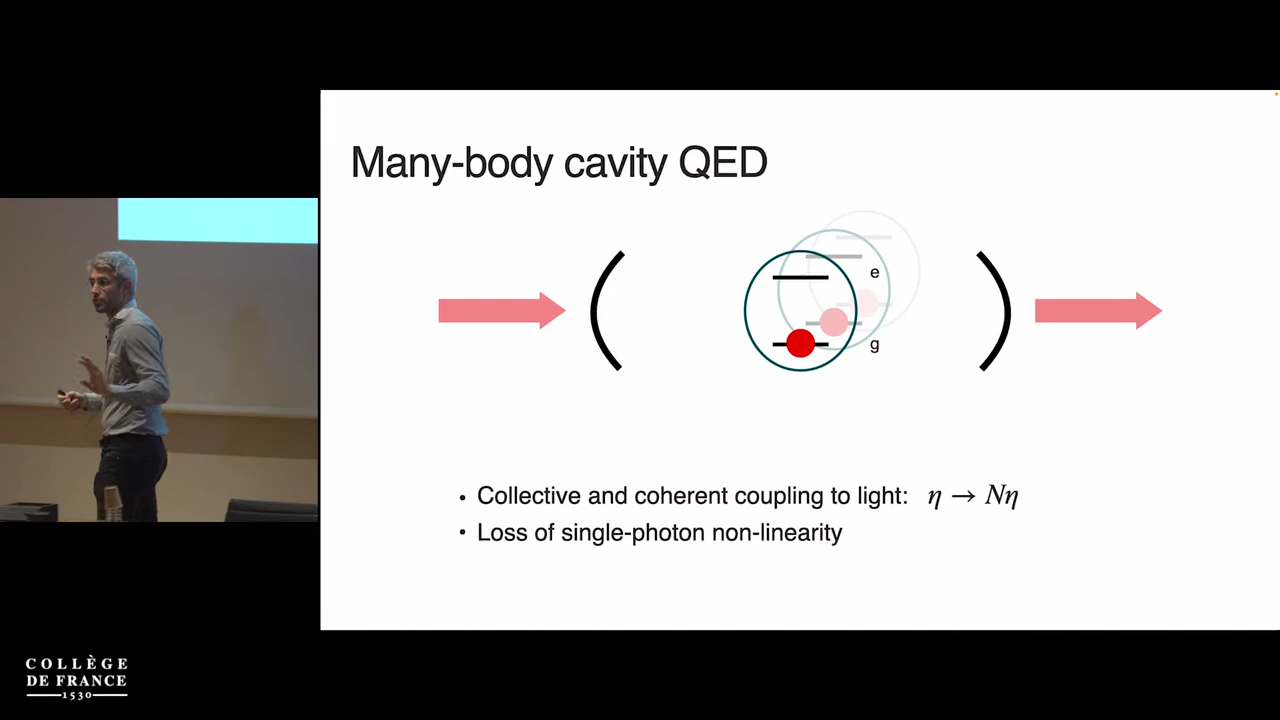 Many-body cavity QED
e
g
• Collective and coherent coupling to light: η → Nη
• Loss of single-photon non-linearity
COLLÈGE
DE FRANCE
1530